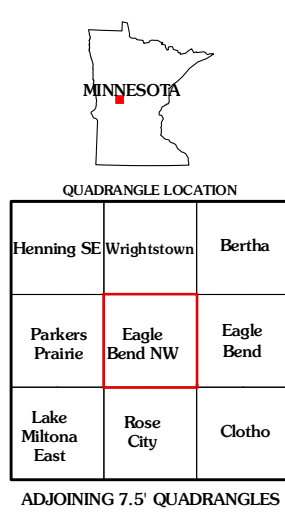 MINNESOTA
QUADRANGLE LOCATION
Henning SE Wrightstown Bertha
Parkers
Prairie
Eagle
Bend NW
Eagle
Bend
Lake
Miltona
East
Rose
City
Clotho
ADJOINING 7.5' QUADRANGLES